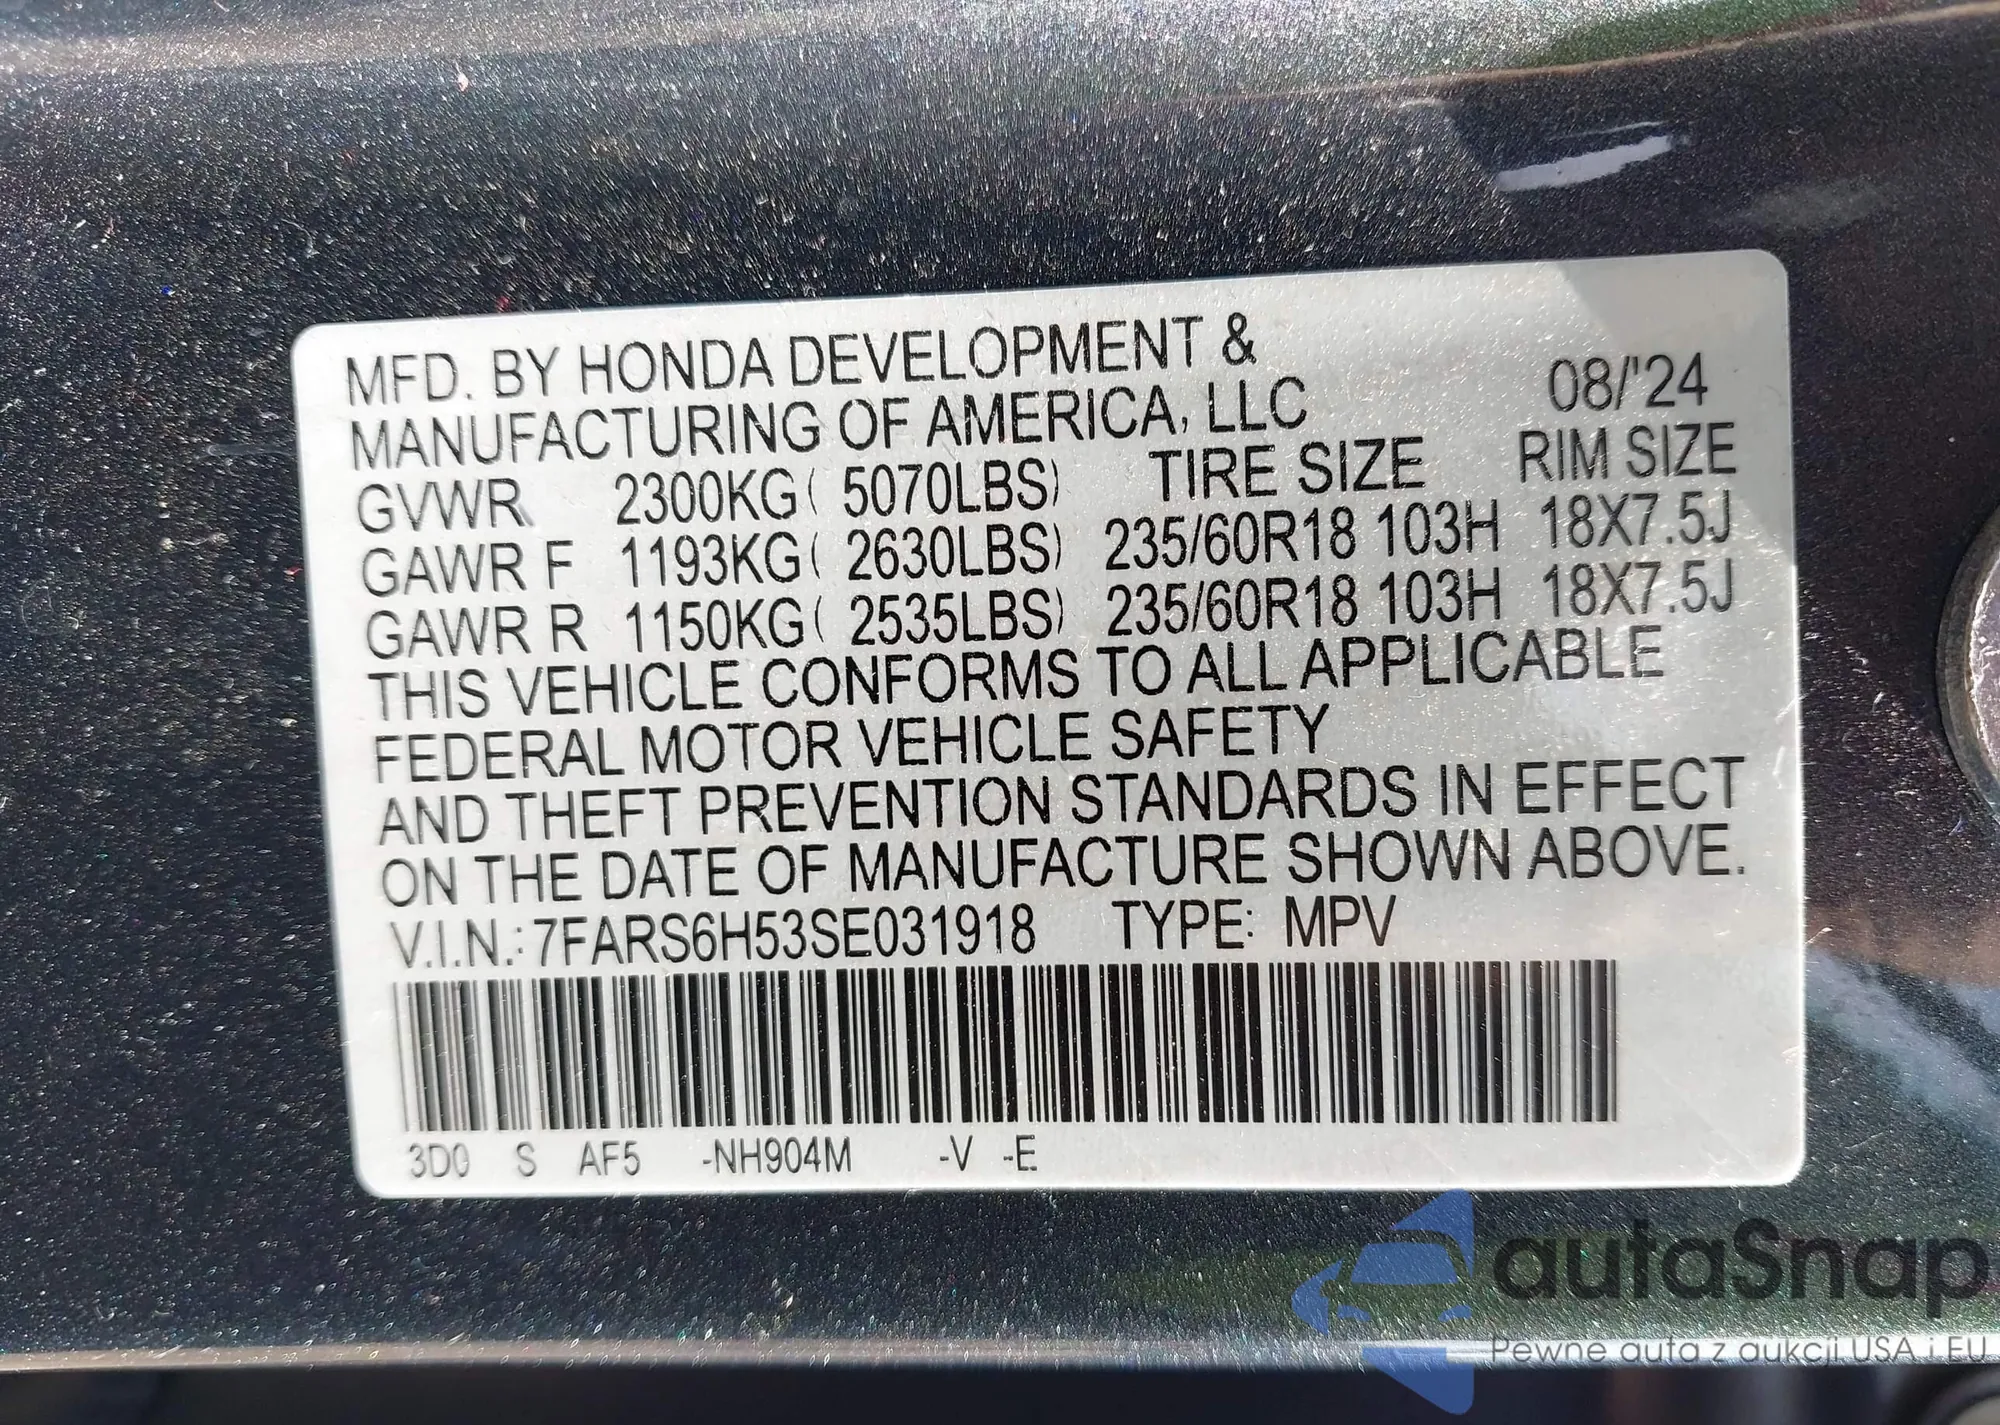 MFD. BY HONDA DEVELOPMENT &
MANUFACTURING OF AMERICA, LLC 08/'24
GVWR 2300KG( 5070LBS) TIRE SIZE RIM SIZE
GAWR F 1193KG( 2630LBS) 235/60R18 103H 18X7.5J
GAWR R 1150KG( 2535LBS) 235/60R18 103H 18X7.5J
THIS VEHICLE CONFORMS TO ALL APPLICABLE
FEDERAL MOTOR VEHICLE SAFETY
AND THEFT PREVENTION STANDARDS IN EFFECT
ON THE DATE OF MANUFACTURE SHOWN ABOVE.
V.I.N.: 7FARS6H53SE031918 TYPE: MPV
3D0 S AF5 -NH904M -V -E
autaSnap
Pewne auta z aukcji USA i EU